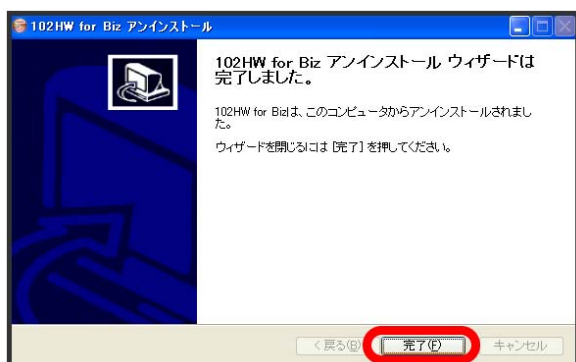 102HW for Biz アンインストール
102HW for Biz アンインストール ウィザードは
完了しました。
102HW for Bizは、このコンピュータからアンインストールされまし
た。
ウィザードを閉じるには [完了] を押してください。
< 戻る(B)
完了(F)
キャンセル